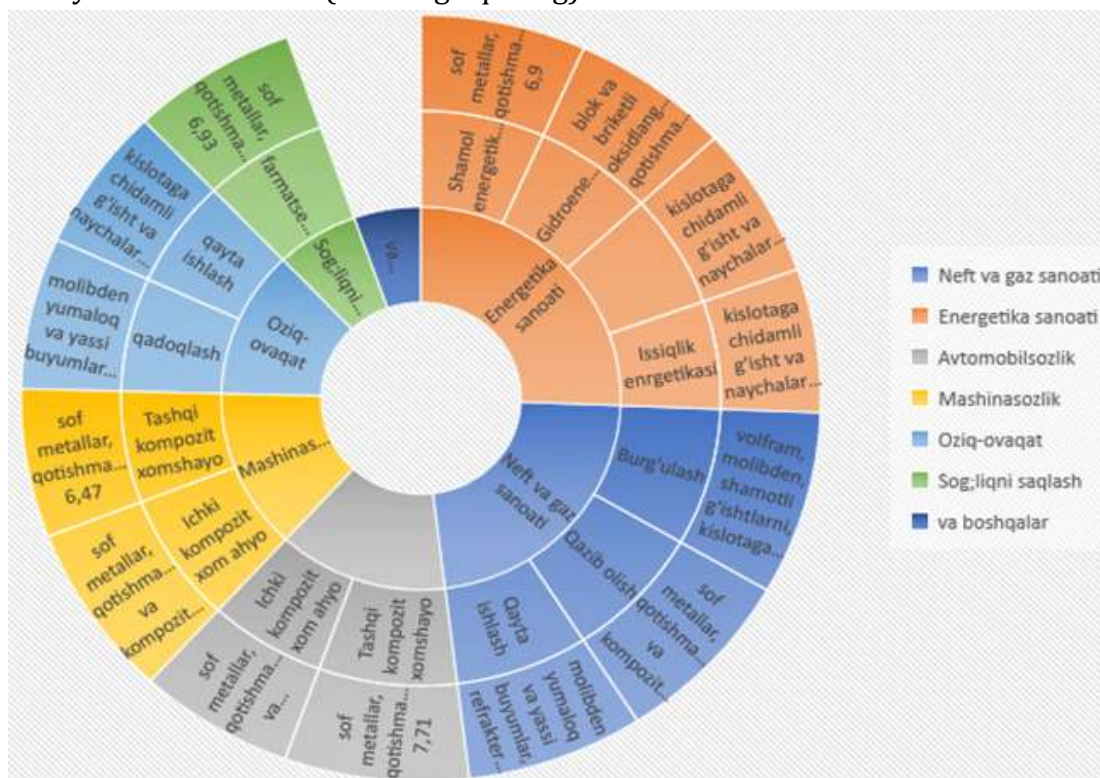 sof
metallar,
qotishma...
6,9
blok va
briketli
oksidlang...
qotishma...
kislotaga
chidamli
g'isht va
naychalar...
kislotaga
chidamli
g'isht va
naychalar...
Shamol
energetik...
Gidroene...
Issiqlik
enrgetikasi
Energetika
sanoati
volfram,
molibden,
shamotli
g'ishtlarni,
kislotaga...
sof
metallar,
qotishma...
va
kompozit...
molibden
yumaloq
va yassi
buyumlar,
refrakter...
Burg'ulash
Qazib olish
Qayta
ishlash
Neft va gaz
sanoati
sof
metallar,
qotishma...
7,71
sof
metallar,
qotishma...
va...
Tashqi
kompozit
xomshayo
Ichki
kompozit
xom ahyo
sof
metallar,
qotishma...
va
kompozit...
sof
metallar,
qotishma...
6,47
Ichki
kompozit
xom ahyo
Tashqi
kompozit
xomshayo
Mashinas...
molibden
yumaloq
va yassi
buyumlar...
kislotaga
chidamli
g'isht va
naychalar...
qadoqlash
qayta
ishlash
Oziq-
ovaqat
sof
metallar,
qotishma...
6,93
farmatse...
Sog;liqni...
va...
Neft va gaz sanoati
Energetika sanoati
Avtomobilsozlik
Mashinasozlik
Oziq-ovaqat
Sog;liqni saqlash
va boshqalar